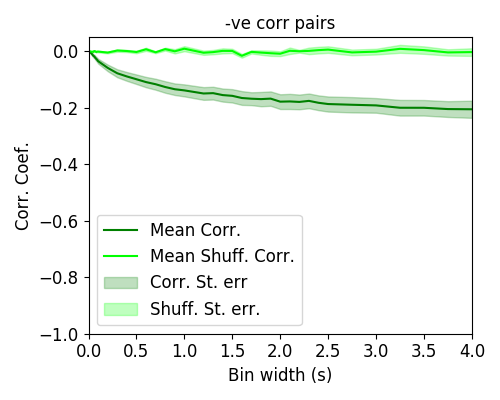 -ve corr pairs
0.0
−0.2
−0.4
−0.6
−0.8
−1.0
Corr. Coef.
Mean Corr.
Mean Shuff. Corr.
Corr. St. err
Shuff. St. err.
0.0 0.5 1.0 1.5 2.0 2.5 3.0 3.5 4.0
Bin width (s)